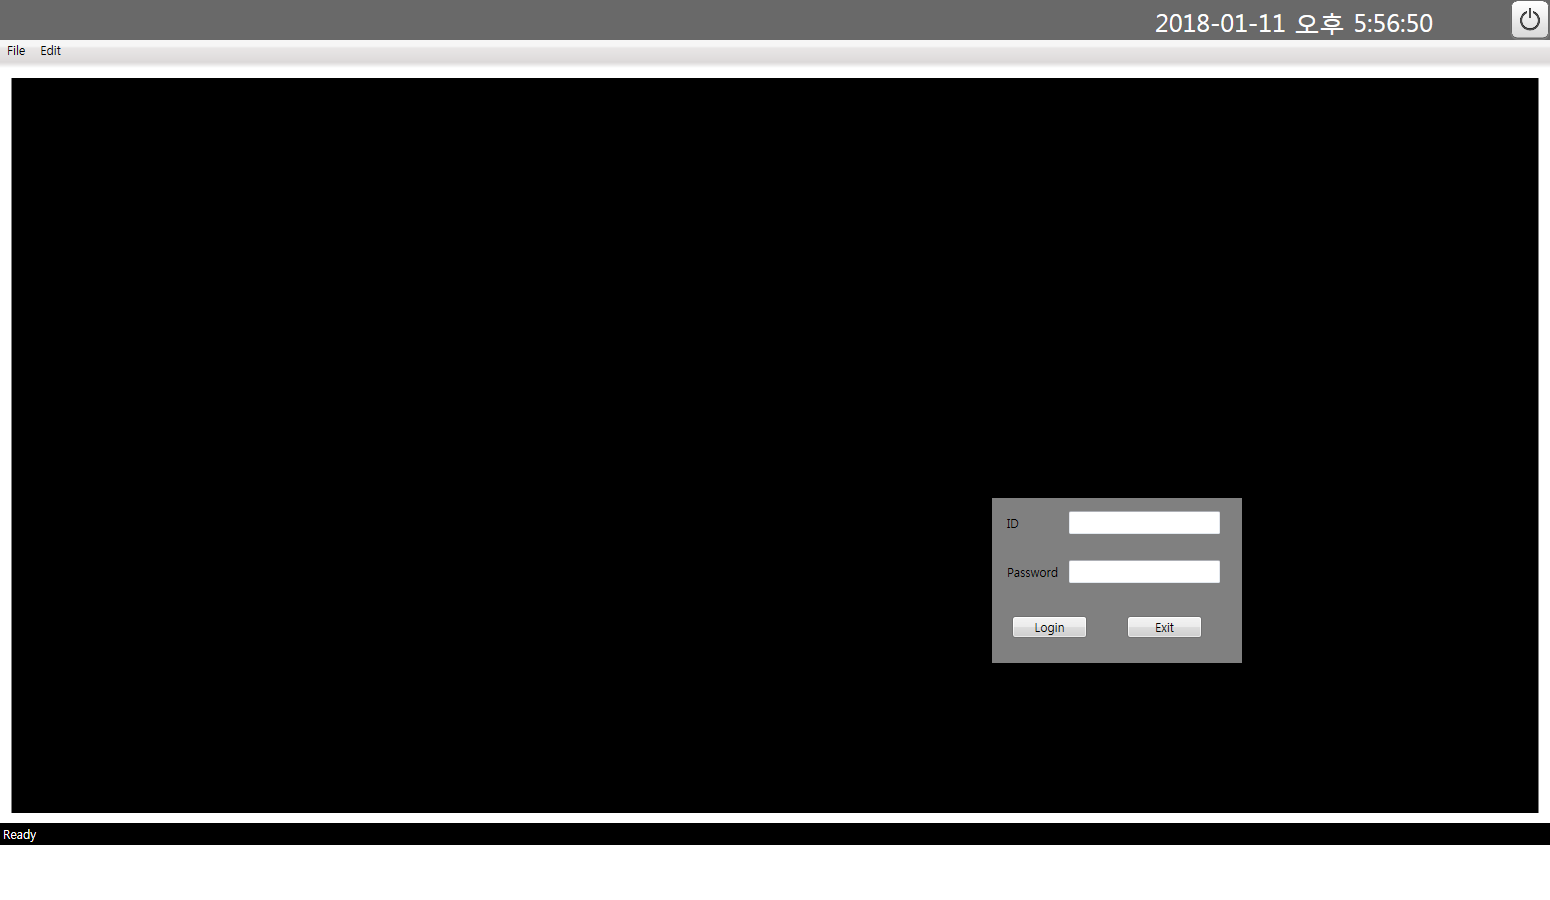 2018-01-11 오후 5:56:50
File Edit
ID
Password
Login Exit
Ready